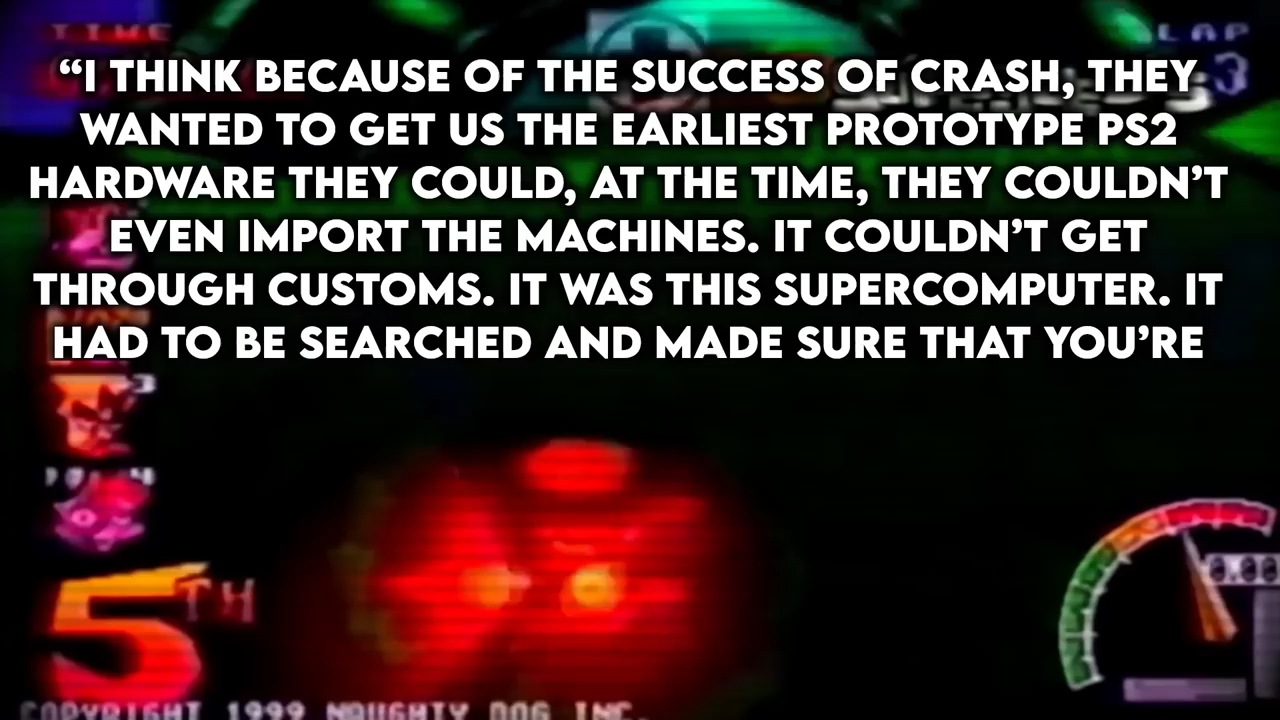 TIME
LAP
“I THINK BECAUSE OF THE SUCCESS OF CRASH, THEY
WANTED TO GET US THE EARLIEST PROTOTYPE PS2
HARDWARE THEY COULD, AT THE TIME, THEY COULDN’T
EVEN IMPORT THE MACHINES. IT COULDN’T GET
THROUGH CUSTOMS. IT WAS THIS SUPERCOMPUTER. IT
HAD TO BE SEARCHED AND MADE SURE THAT YOU’RE
5TH
COPYRIGHT 1999 NAUGHTY DOG INC.